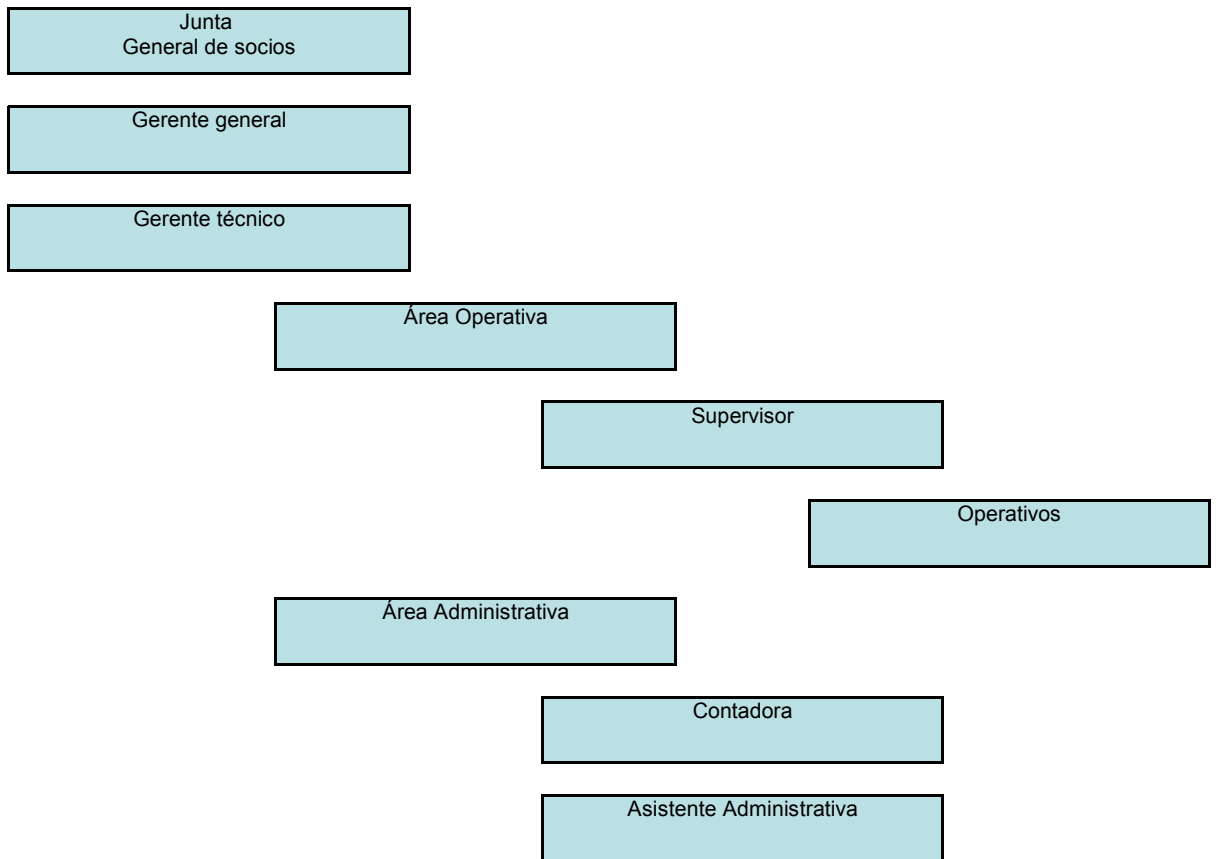 Junta
General de socios
Gerente general
Gerente técnico
Área Operativa
Supervisor
Operativos
Área Administrativa
Contadora
Asistente Administrativa